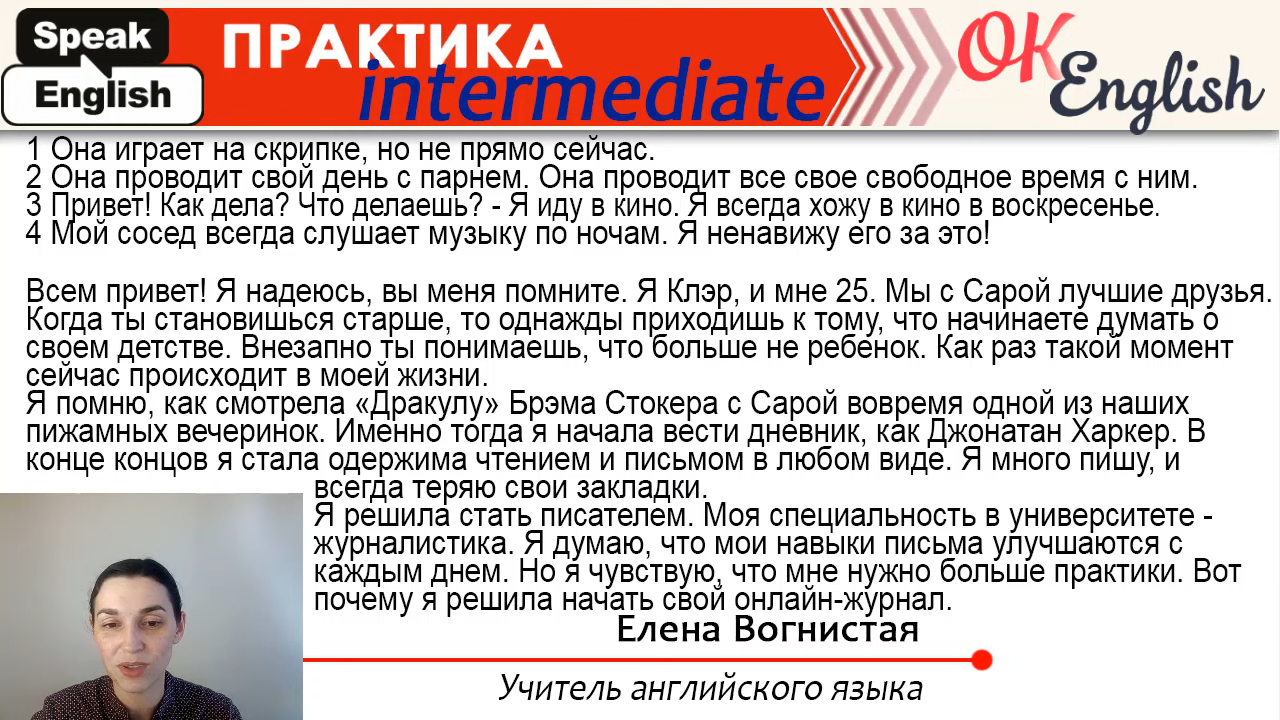 Speak
English
ПРАКТИКА
intermediate
OK
English
1 Она играет на скрипке, но не прямо сейчас.
2 Она проводит свой день с парнем. Она проводит все свое свободное время с ним.
3 Привет! Как дела? Что делаешь? - Я иду в кино. Я всегда хожу в кино в воскресенье.
4 Мой сосед всегда слушает музыку по ночам. Я ненавижу его за это!
Всем привет! Я надеюсь, вы меня помните. Я Клэр, и мне 25. Мы с Сарой лучшие друзья.
Когда ты становишься старше, то однажды приходишь к тому, что начинаете думать о
своем детстве. Внезапно ты понимаешь, что больше не ребенок. Как раз такой момент
сейчас происходит в моей жизни.
Я помню, как смотрела «Дракулу» Брэма Стокера с Сарой вовремя одной из наших
пижамных вечеринок. Именно тогда я начала вести дневник, как Джонатан Харкер. В
конце концов я стала одержима чтением и письмом в любом виде. Я много пишу, и
всегда теряю свои закладки.
Я решила стать писателем. Моя специальность в университете -
журналистика. Я думаю, что мои навыки письма улучшаются с
каждым днем. Но я чувствую, что мне нужно больше практики. Вот
почему я решила начать свой онлайн-журнал.
Елена Вогнистая
Учитель английского языка